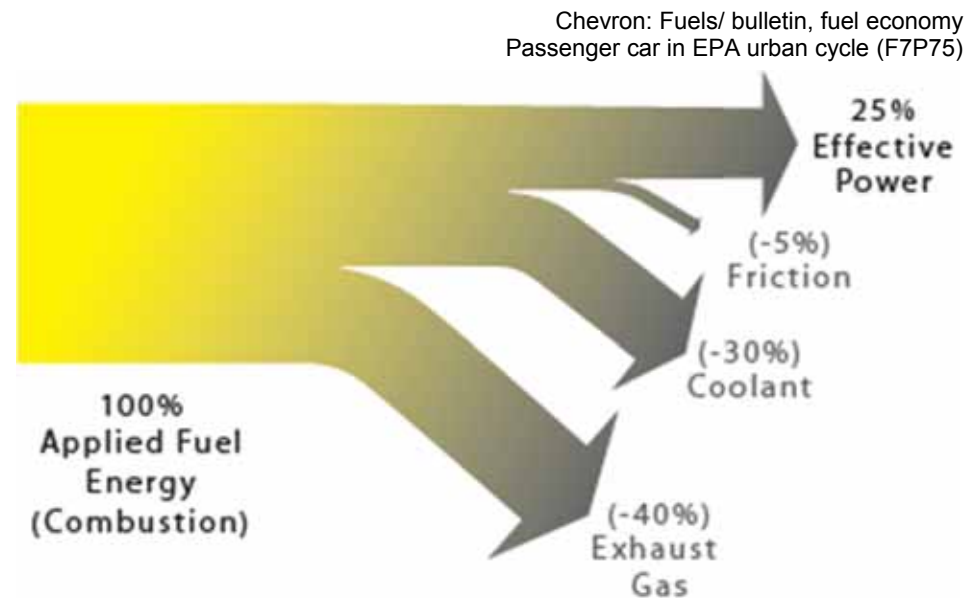 Chevron: Fuels/ bulletin, fuel economy
Passenger car in EPA urban cycle (F7P75)
25%
Effective
Power
(-5%)
Friction
(-30%)
Coolant
100%
Applied Fuel
Energy
(Combustion)
(-40%)
Exhaust
Gas